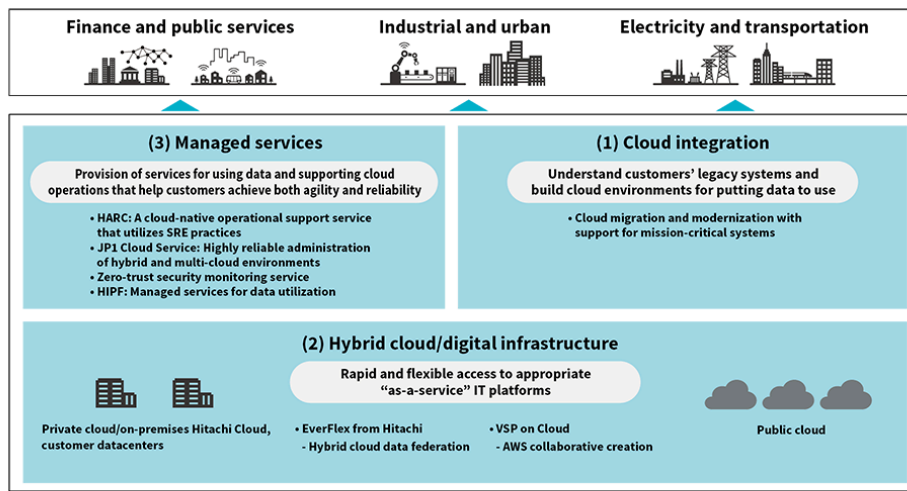 Finance and public services
Industrial and urban
Electricity and transportation
(3) Managed services
Provision of services for using data and supporting cloud
operations that help customers achieve both agility and reliability
• HARC: A cloud-native operational support service
that utilizes SRE practices
• JP1 Cloud Service: Highly reliable administration
of hybrid and multi-cloud environments
• Zero-trust security monitoring service
• HIPF: Managed services for data utilization
(1) Cloud integration
Understand customers’ legacy systems and
build cloud environments for putting data to use
• Cloud migration and modernization with
support for mission-critical systems
(2) Hybrid cloud/digital infrastructure
Rapid and flexible access to appropriate
“as-a-service” IT platforms
Private cloud/on-premises Hitachi Cloud,
customer datacenters
• EverFlex from Hitachi
- Hybrid cloud data federation
• VSP on Cloud
- AWS collaborative creation
Public cloud